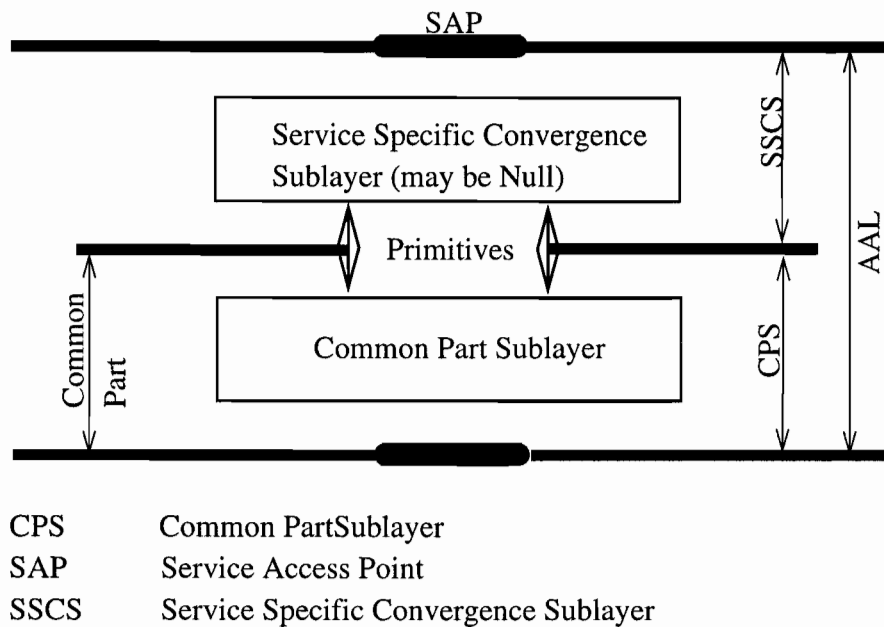 SAP
Service Specific Convergence
Sublayer (may be Null)
SSCS
AAL
Primitives
Common
Part
Common Part Sublayer
CPS
CPS Common PartSublayer
SAP Service Access Point
SSCS Service Specific Convergence Sublayer